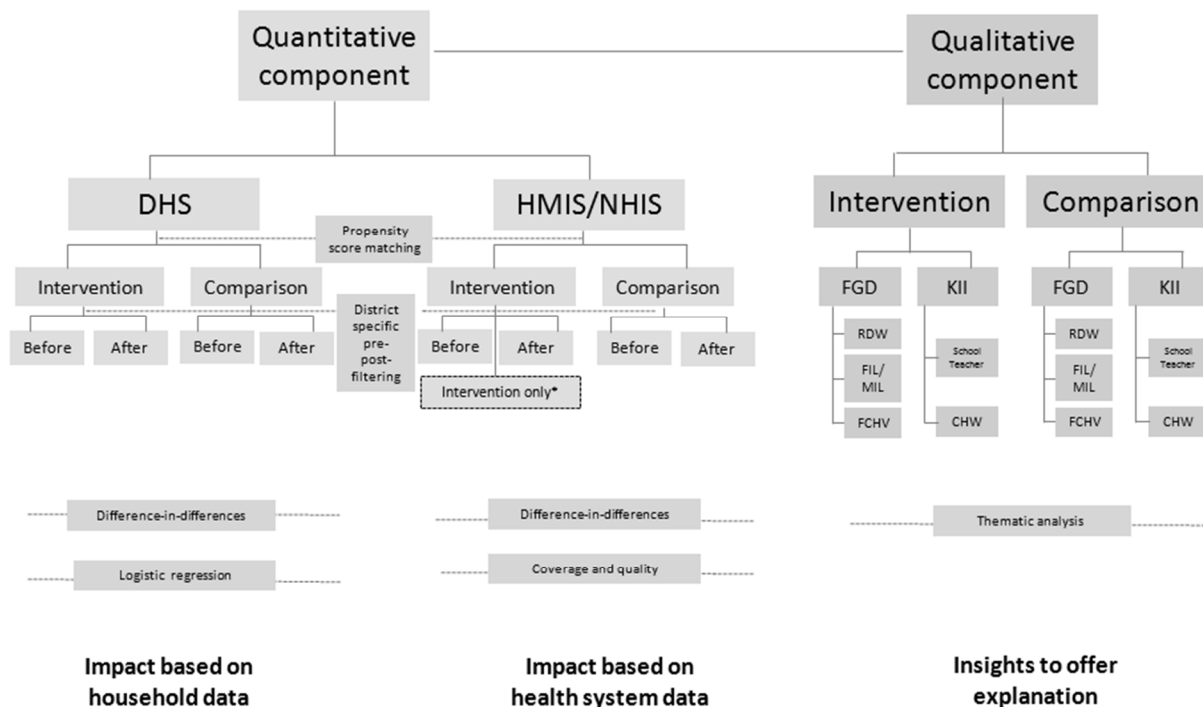 Quantitative
component
Qualitative
component
DHS
HMIS/NHIS
Intervention
Comparison
Propensity
score matching
Intervention
Comparison
Intervention
Comparison
FGD
KII
FGD
KII
District
specific
pre-
post-
filtering
Before
After
Before
After
Before
After
Before
After
Intervention only*
RDW
FIL/
MIL
FCHV
School
Teacher
CHW
RDW
FIL/
MIL
FCHV
School
Teacher
CHW
Difference-in-differences
Difference-in-differences
Thematic analysis
Logistic regression
Coverage and quality
Impact based on
household data
Impact based on
health system data
Insights to offer
explanation